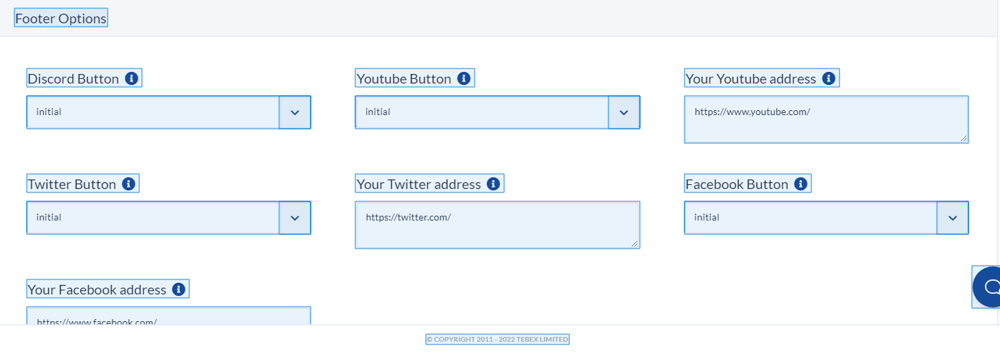 Footer Options
Discord Button
Youtube Button
Your Youtube address
initial
initial
https://www.youtube.com/
Twitter Button
Your Twitter address
Facebook Button
initial
https://twitter.com/
initial
Your Facebook address
https://www.facebook.com/
© COPYRIGHT 2011 - 2022 TEBEX LIMITED